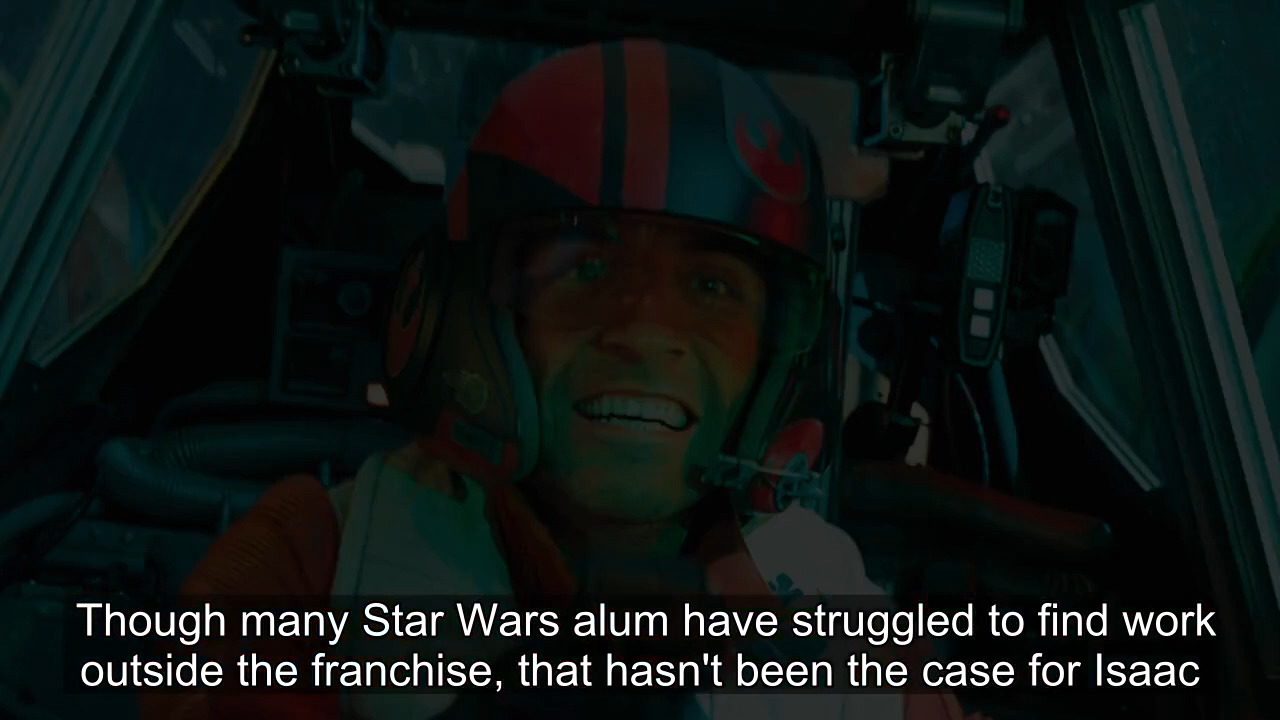 Though many Star Wars alum have struggled to find work
outside the franchise, that hasn't been the case for Isaac